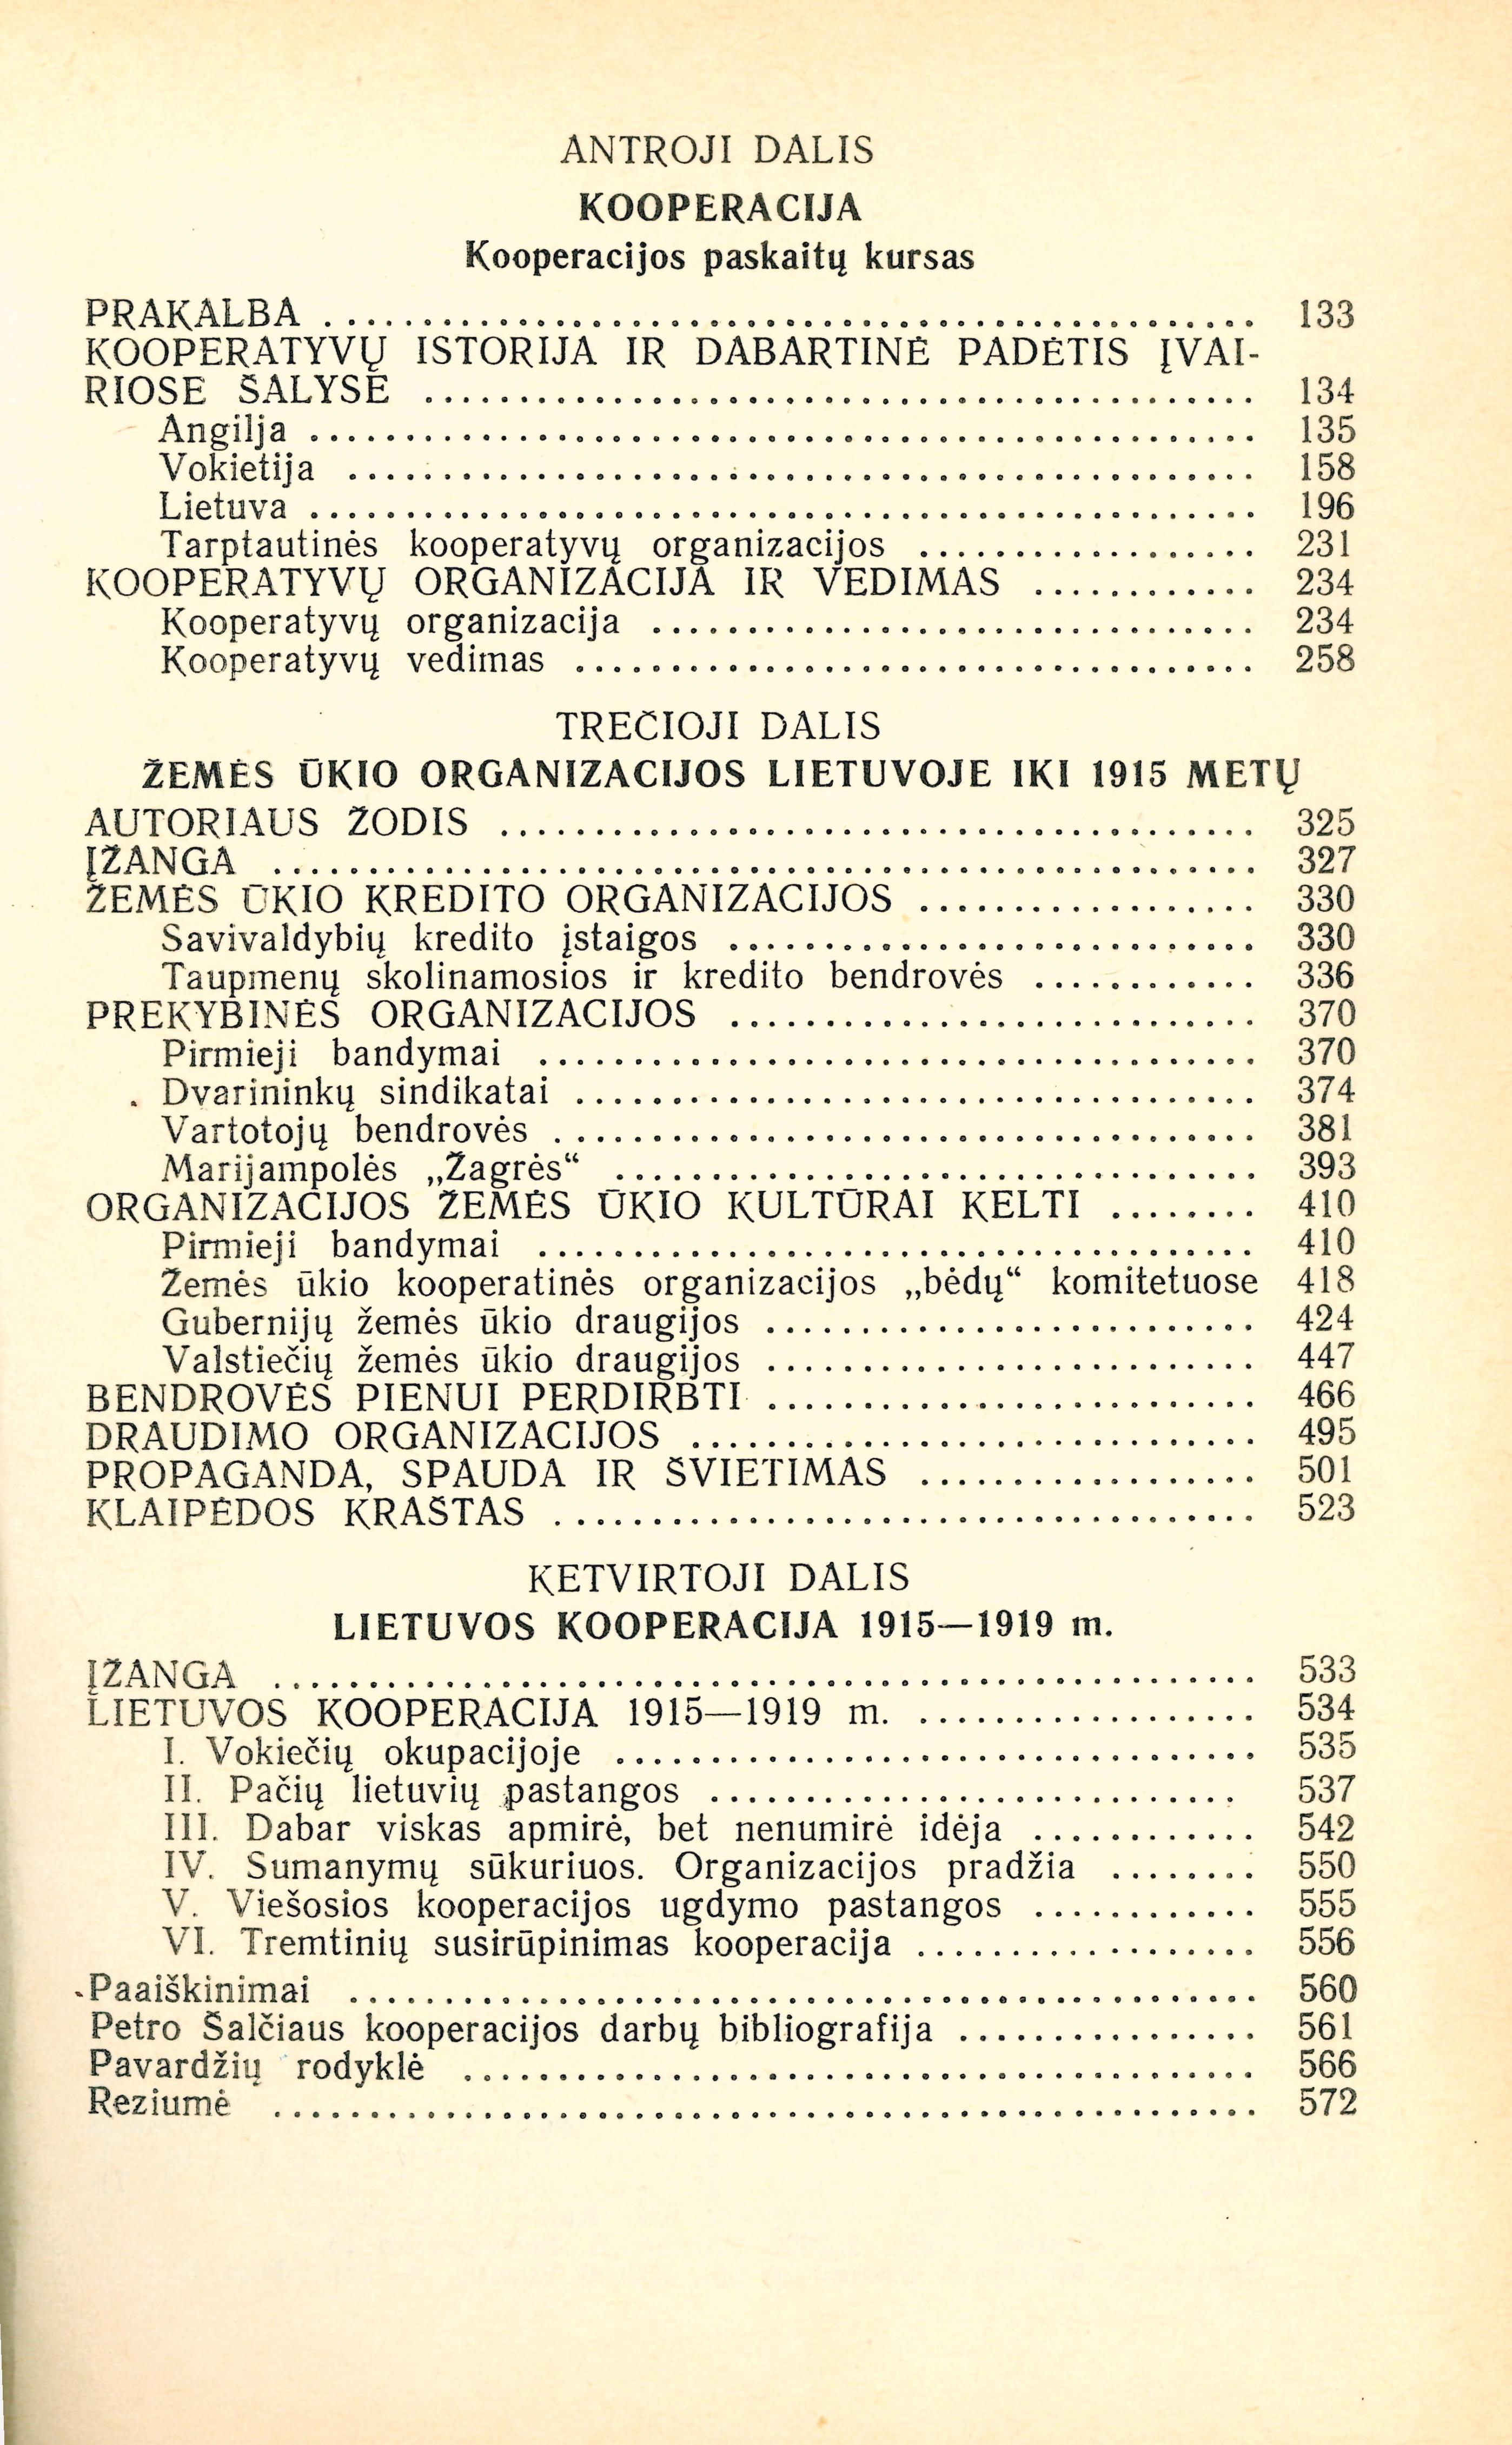 ANTROJI DALIS
KOOPERACIJA
Kooperacijos paskaitų kursas
PRAKALBA ........................................ 133
KOOPERATYVŲ ISTORIJA IR DABARTINĖ PADĖTIS ĮVAI-
RIOSE ŠALYSE ........................................ 134
Angilja ........................................ 135
Vokietija ........................................ 158
Lietuva ........................................ 196
Tarptautinės kooperatyvų organizacijos .................. 231
KOOPERATYVŲ ORGANIZACIJA IR VEDIMAS ............ 234
Kooperatyvų organizacija ................................ 234
Kooperatyvų vedimas .................................... 258
TREČIOJI DALIS
ŽEMĖS ŪKIO ORGANIZACIJOS LIETUVOJE IKI 1915 METŲ
AUTORIAUS ŽODIS ........................................ 325
ĮŽANGA ........................................ 327
ŽEMĖS ŪKIO KREDITO ORGANIZACIJOS .................. 330
Savivaldybių kredito įstaigos ............................ 330
Taupmenų skolinamosios ir kredito bendrovės ............ 336
PREKYBINĖS ORGANIZACIJOS ............................ 370
Pirmieji bandymai ...................................... 370
Dvarininkų sindikatai .................................... 374
Vartotojų bendrovės ..................................... 381
Marijampolės „Žagrės“ .................................. 393
ORGANIZACIJOS ŽEMĖS ŪKIO KULTŪRAI KELTI ........ 410
Pirmieji bandymai ...................................... 410
Žemės ūkio kooperatinės organizacijos „bėdų“ komitetuose 418
Gubernijų žemės ūkio draugijos .......................... 424
Valstiečių žemės ūkio draugijos .......................... 447
BENDROVĖS PIENUI PERDIRBTI .......................... 466
DRAUDIMO ORGANIZACIJOS .............................. 495
PROPAGANDA, SPAUDA IR ŠVIETIMAS .................. 501
KLAIPĖDOS KRAŠTAS ..................................... 523
KETVIRTOJI DALIS
LIETUVOS KOOPERACIJA 1915—1919 m.
ĮŽANGA ........................................ 533
LIETUVOS KOOPERACIJA 1915—1919 m. .................. 534
I. Vokiečių okupacijoje .................................. 535
II. Pačių lietuvių pastangos ............................ 537
III. Dabar viskas apmirė, bet nenumirė idėja ............ 542
IV. Sumanymų sūkuriuos. Organizacijos pradžia ........ 550
V. Viešosios kooperacijos ugdymo pastangos ............ 555
VI. Tremtinių susirūpinimas kooperacija .................. 556
Paaiškinimai ........................................ 560
Petro Šalčiaus kooperacijos darbų bibliografija ................ 561
Pavardžių rodyklė ........................................ 566
Reziumė ........................................ 572